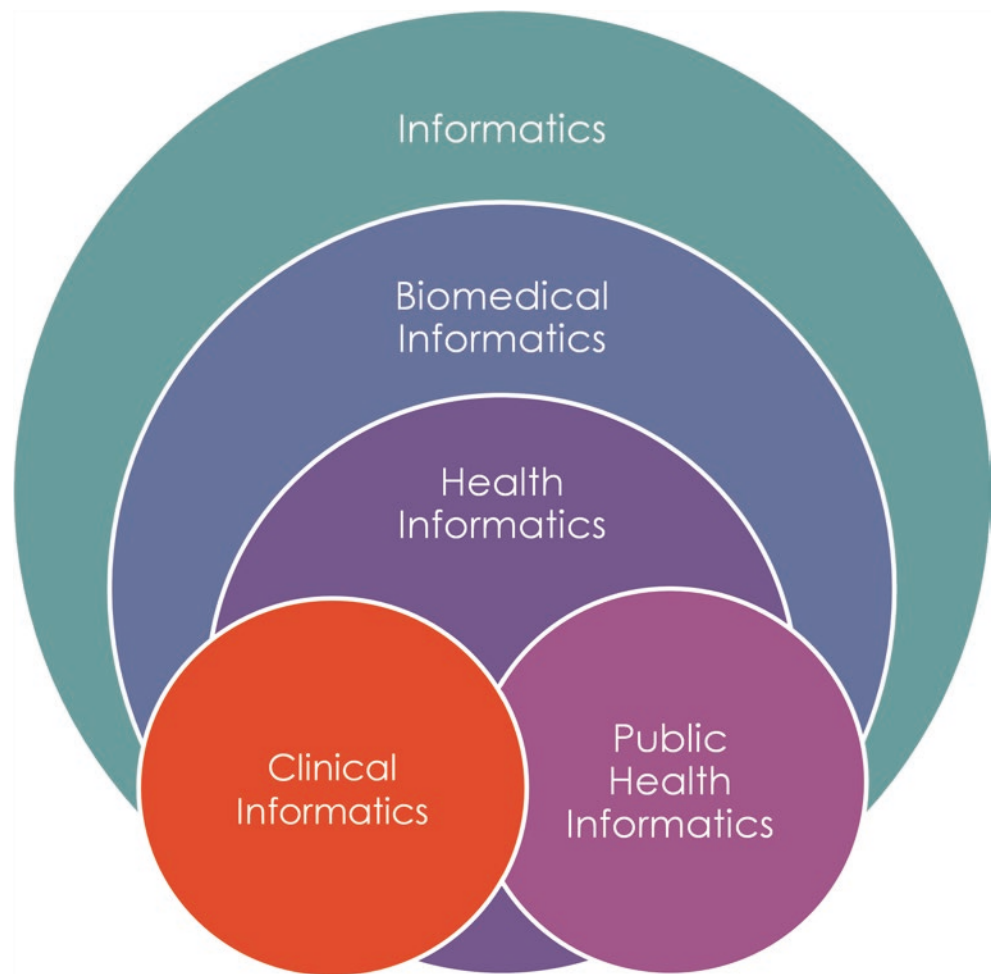 Informatics
Biomedical
Informatics
Health
Informatics
Clinical
Informatics
Public
Health
Informatics